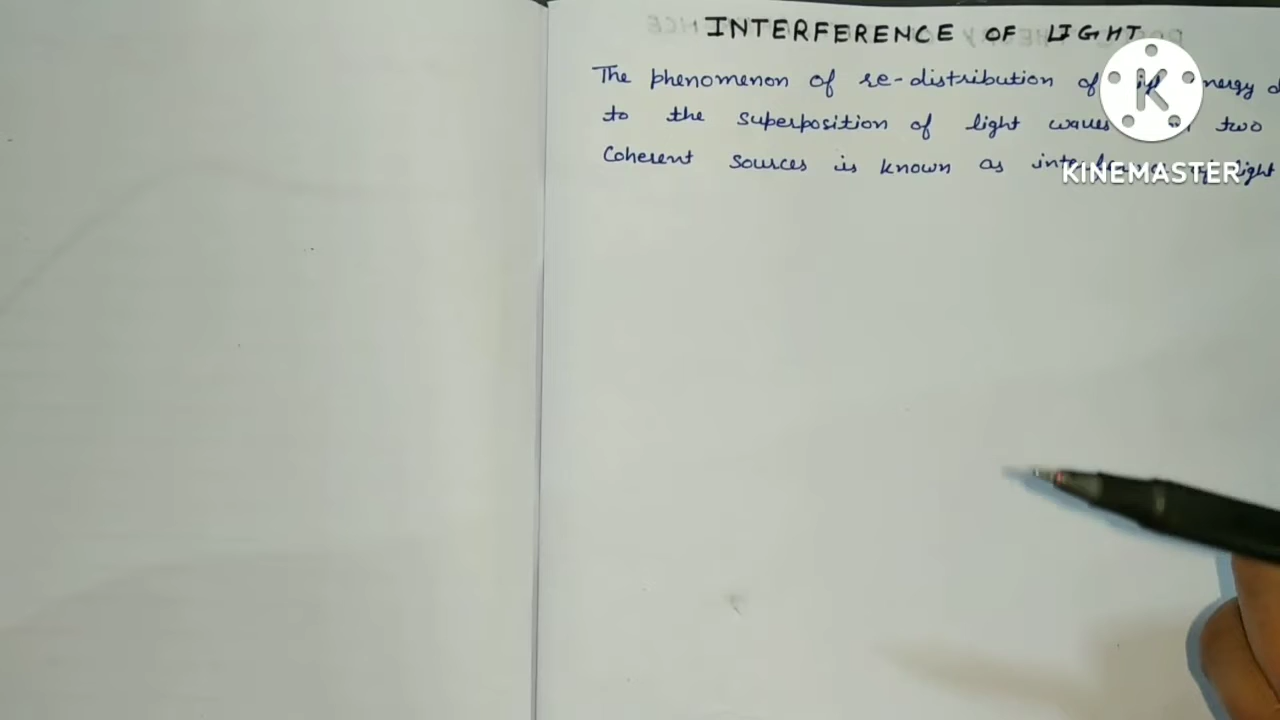 INTERFERENCE OF LIGHT
The phenomenon of re-distribution of
to the superposition of light waves two
Coherent sources is known as light
K
KINEMASTER